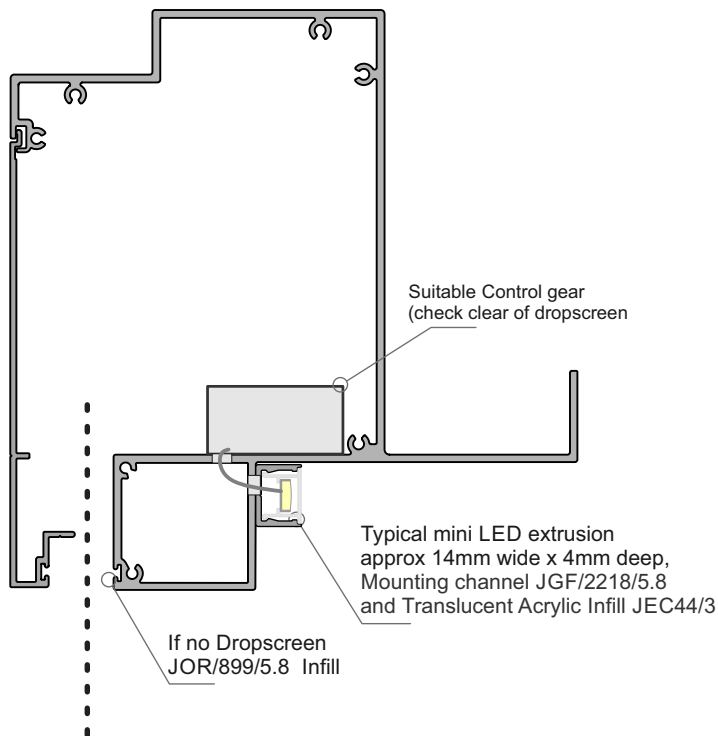 Suitable Control gear
(check clear of dropscreen
Typical mini LED extrusion
approx 14mm wide x 4mm deep,
Mounting channel JGF/2218/5.8
and Translucent Acrylic Infill JEC44/3
If no Dropscreen
JOR/899/5.8 Infill